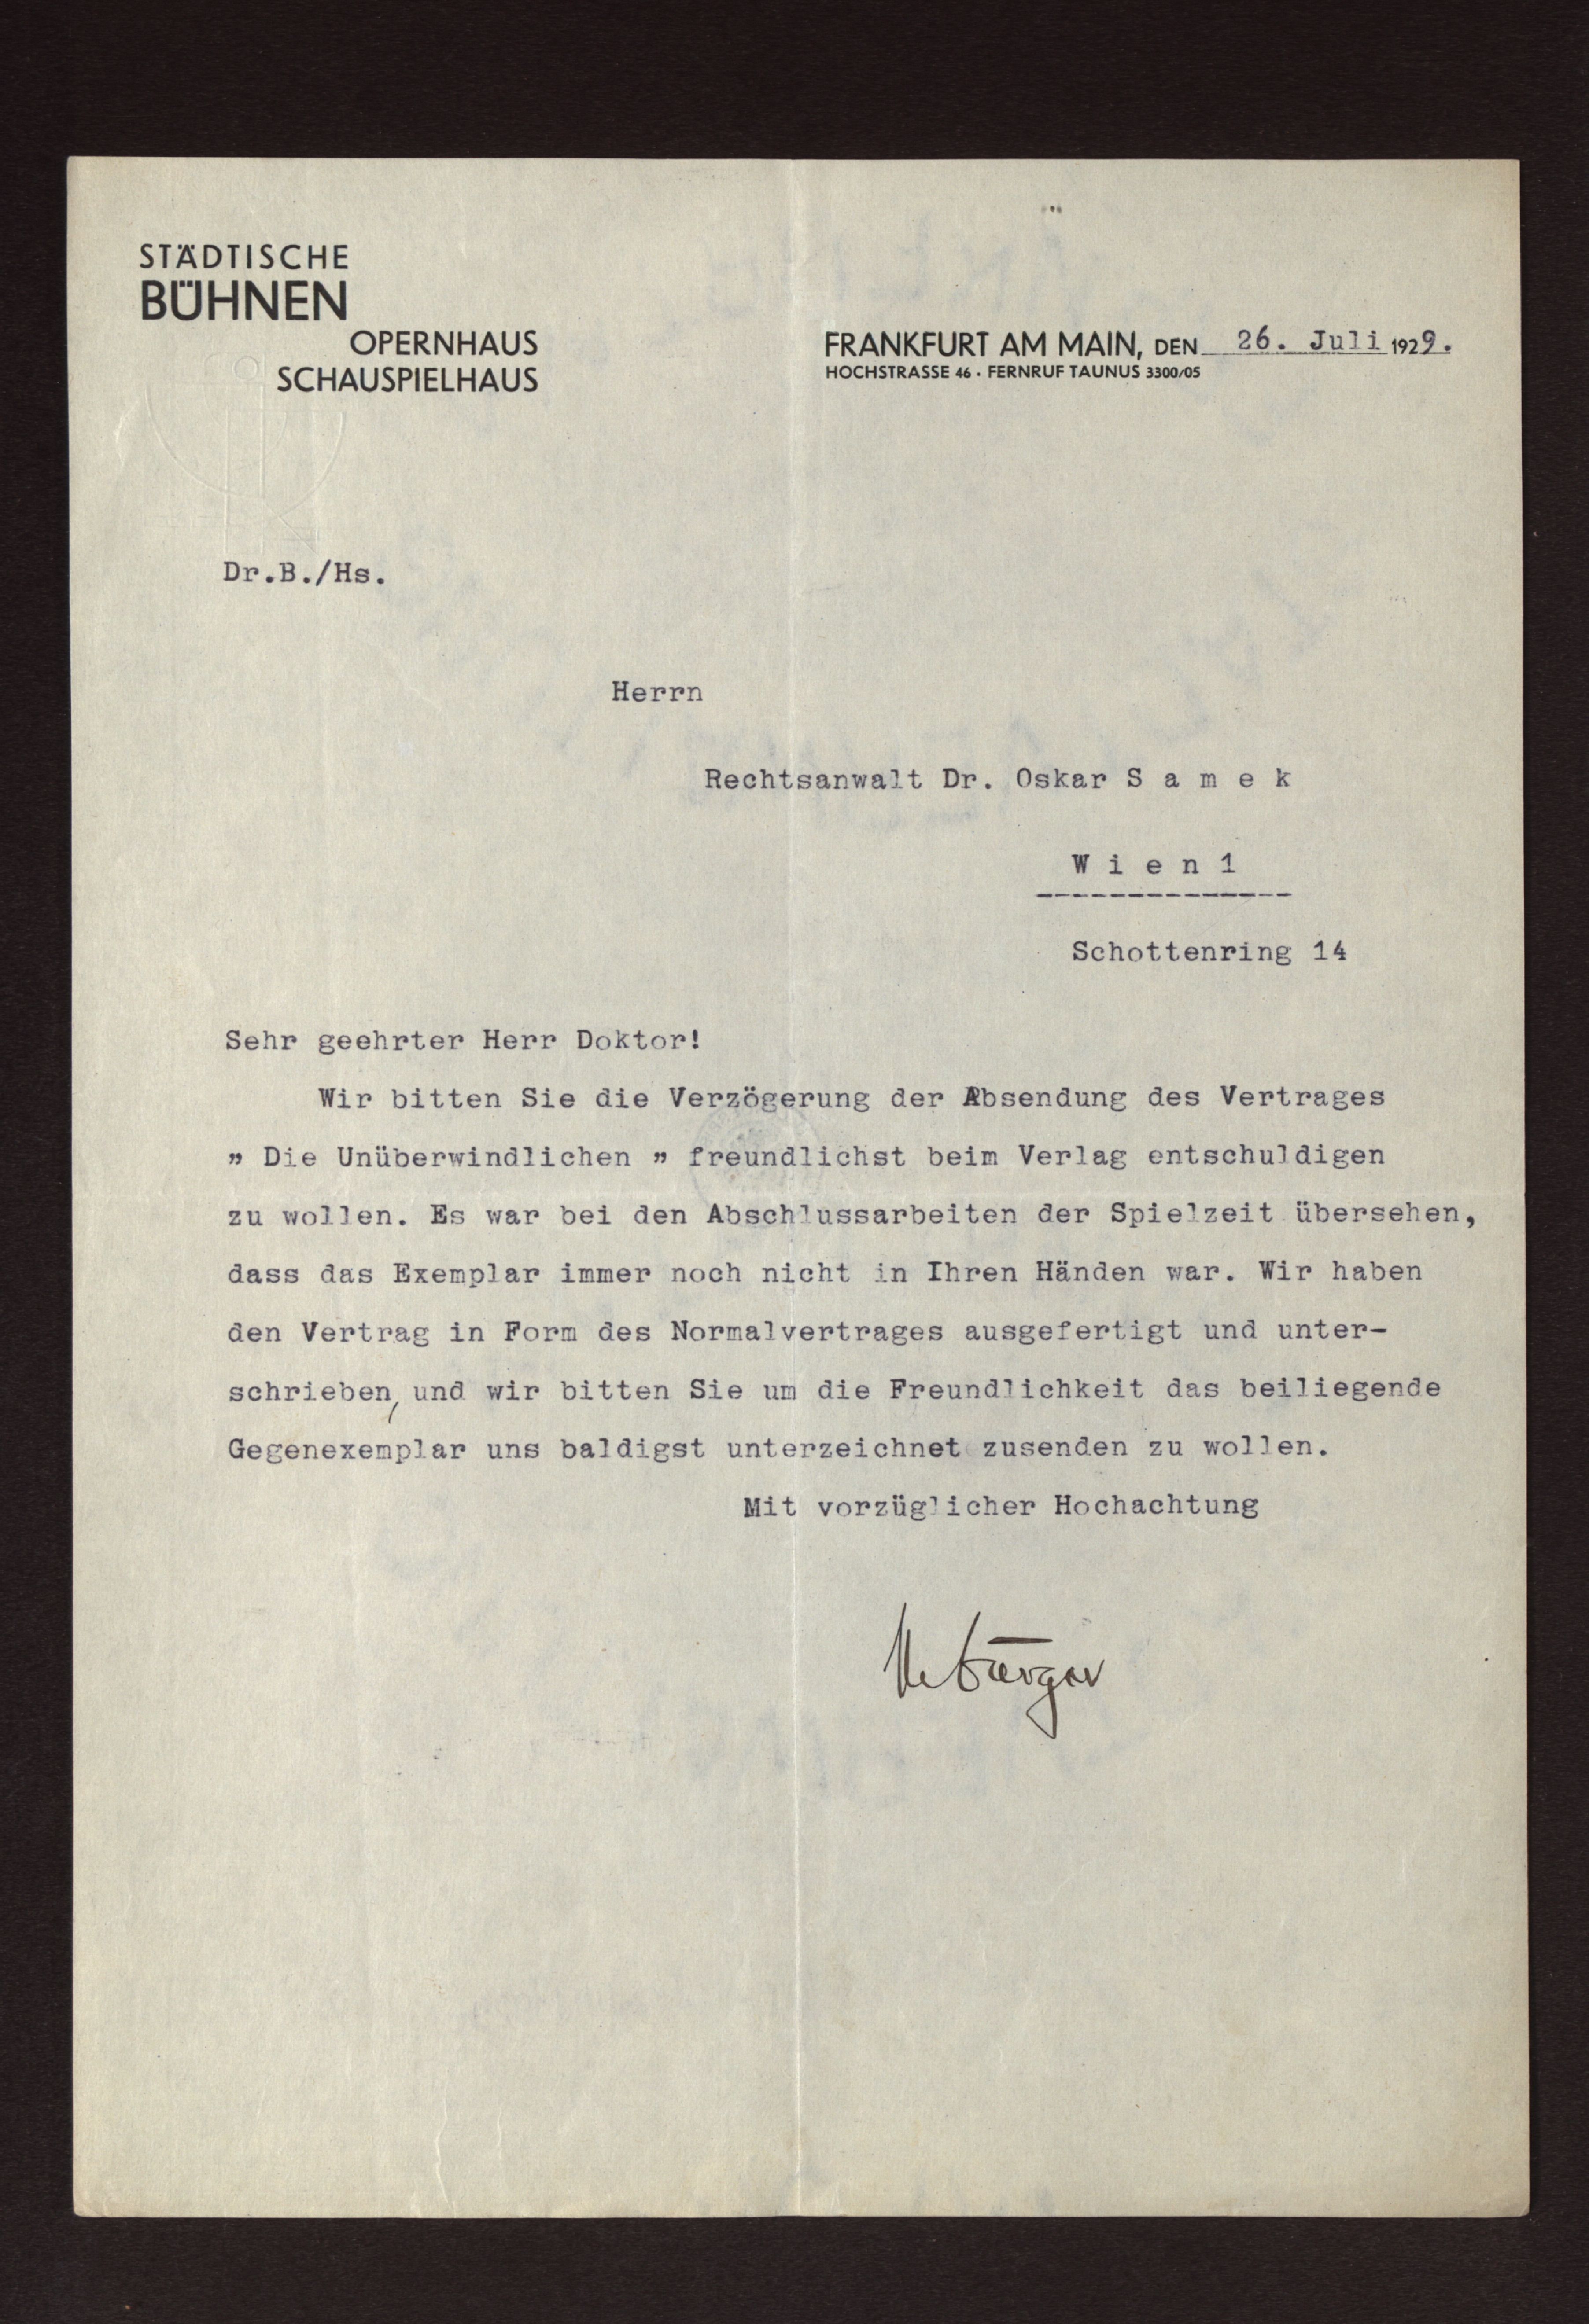 STÄDTISCHE
BÜHNEN
OPERNHAUS
SCHAUSPIELHAUS
FRANKFURT AM MAIN, DEN 26. Juli 1929.
HOCHSTRASSE 46 · FERNRUF TAUNUS 3300/05
Dr.B./Hs.
Herrn
Rechtsanwalt Dr. Oskar S a m e k
W i e n 1
Schottenring 14
Sehr geehrter Herr Doktor!
Wir bitten Sie die Verzögerung der Absendung des Vertrages
„ Die Unüberwindlichen „ freundlichst beim Verlag entschuldigen
zu wollen. Es war bei den Abschlussarbeiten der Spielzeit übersehen,
dass das Exemplar immer noch nicht in Ihren Händen war. Wir haben
den Vertrag in Form des Normalvertrages ausgefertigt und unter-
schrieben, und wir bitten Sie um die Freundlichkeit das beiliegende
Gegenexemplar uns baldigst unterzeichnet zusenden zu wollen.
Mit vorzüglicher Hochachtung